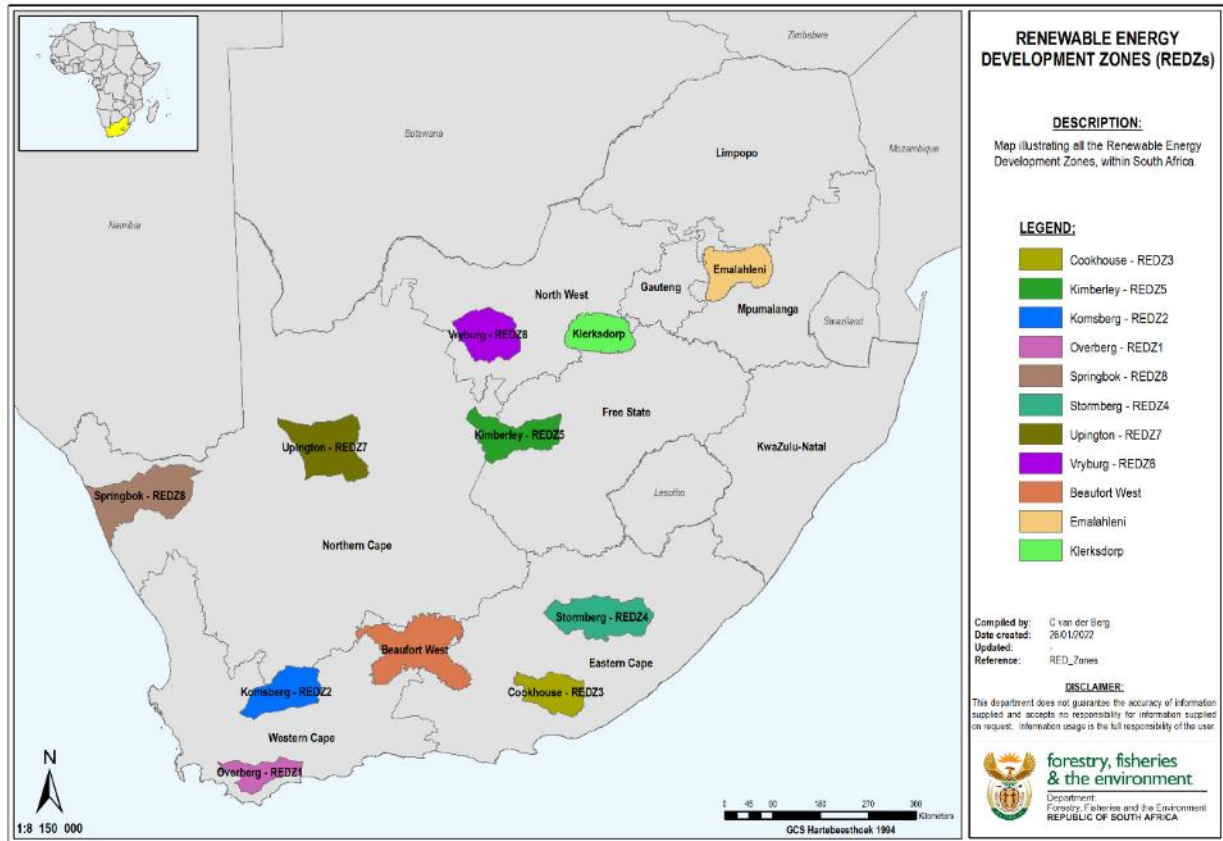 Zimbabwe
Botswana
Limpopo
Mozambique
Namibia
Emalahleni
Gauteng
North West
Mpumalanga
Swaziland
Vryburg - REDZ6
Klerksdorp
Free State
Kimberley - REDZ5
Upington - REDZ7
KwaZulu-Natal
Springbok - REDZ8
Lesotho
Northern Cape
Stormberg - REDZ4
Beaufort West
Eastern Cape
Komsberg - REDZ2
Cookhouse - REDZ3
Western Cape
Overberg - REDZ1
N
1:8 150 000
0 45 90 180 270 360
Kilometers
GCS Hartebeesthoek 1994
RENEWABLE ENERGY
DEVELOPMENT ZONES (REDZs)
DESCRIPTION:
Map illustrating all the Renewable Energy
Development Zones, within South Africa.
LEGEND:
Cookhouse - REDZ3
Kimberley - REDZ5
Komsberg - REDZ2
Overberg - REDZ1
Springbok - REDZ8
Stormberg - REDZ4
Upington - REDZ7
Vryburg - REDZ6
Beaufort West
Emalahleni
Klerksdorp
Compiled by: C van der Berg
Date created: 26/01/2022
Updated: -
Reference: RED_Zones
DISCLAIMER:
This department does not guarantee the accuracy of information
supplied and accepts no responsibility for information supplied
on request. Information usage is the full responsibility of the user.
forestry, fisheries
& the environment
Department:
Forestry, Fisheries and the Environment
REPUBLIC OF SOUTH AFRICA